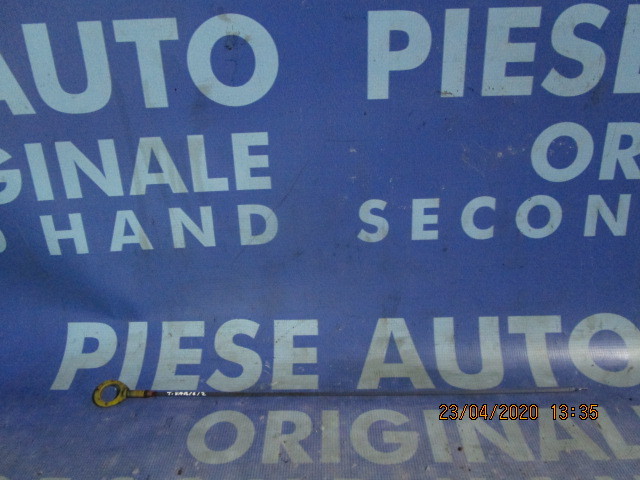 AUTO PIESE
GINALE OR
HAND SECON
PIESE AUTO
ORIGINAL
23/04/2020 13:35